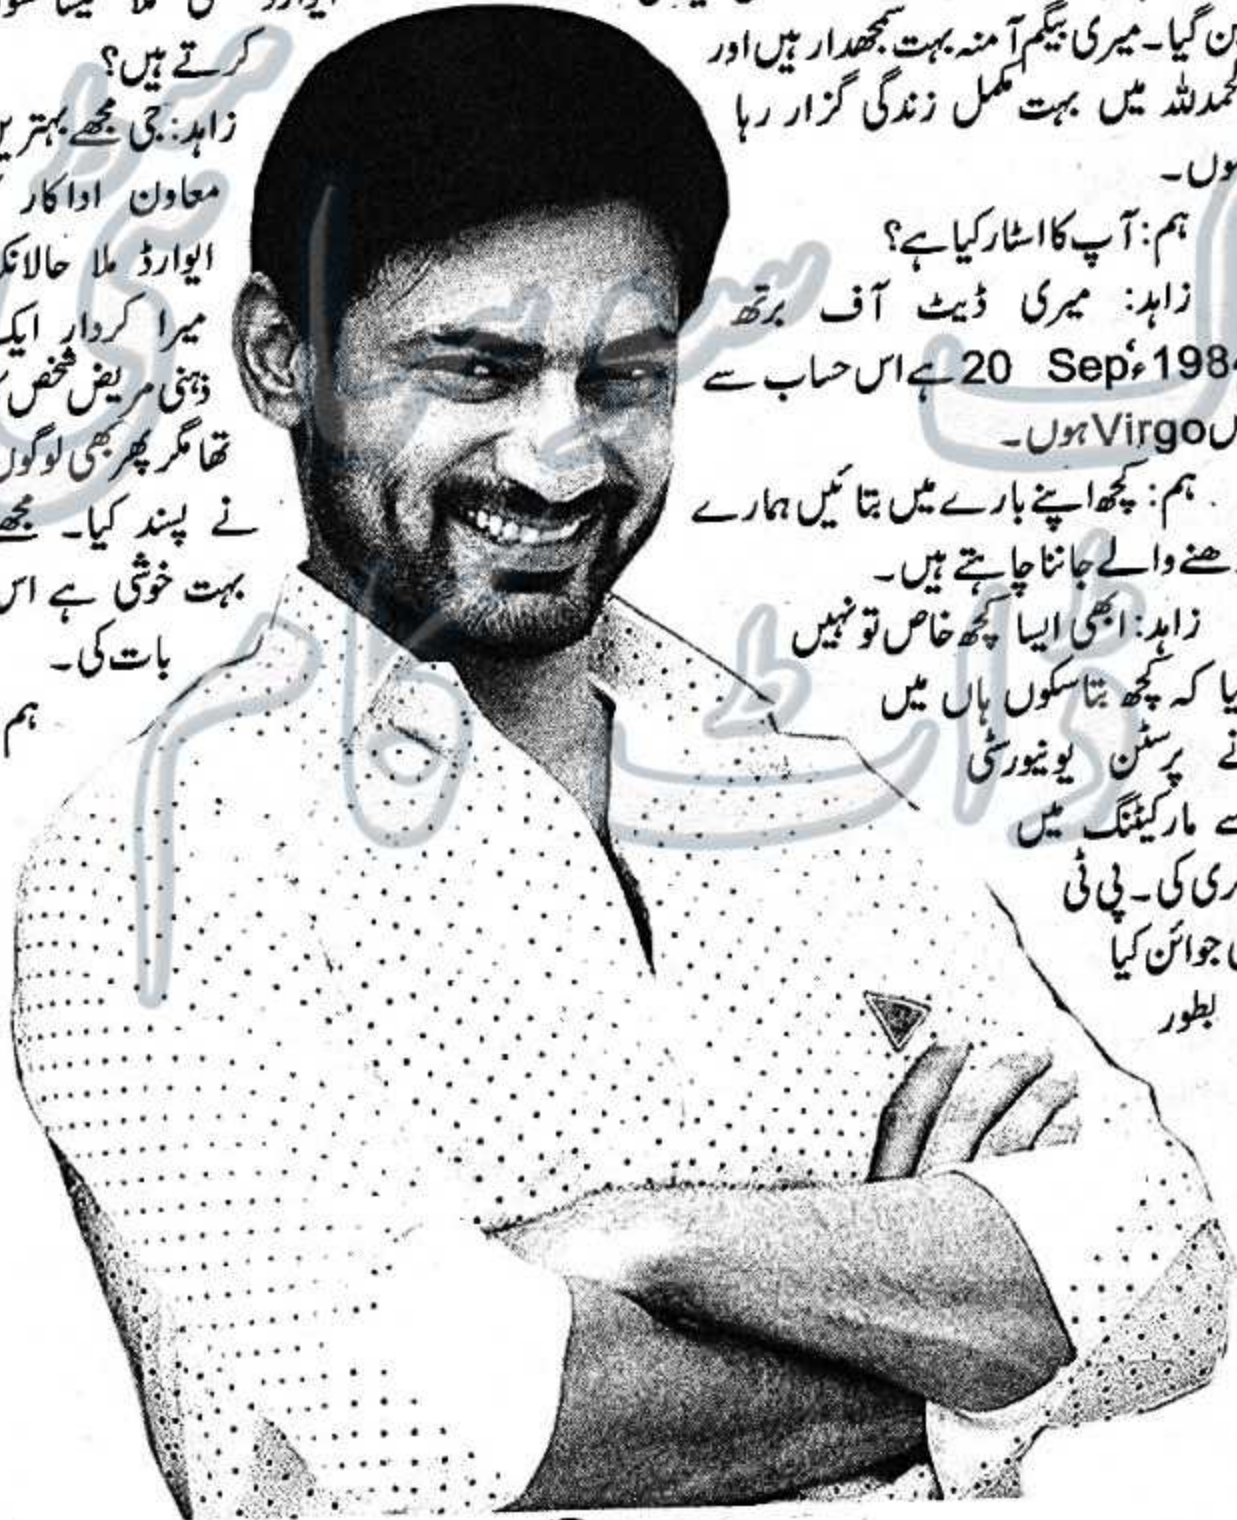 گیا۔ میری بیگم آمنہ بہت سمجھدار ہیں اور
میں بہت مکمل زندگی گزار رہا
ہم: آپ کا اسٹار کیا ہے؟
زاہد: میری ڈیٹ آف برتھ
20 Sep، 198 ہے اس حساب سے
Virgo ہوں۔
ہم: کچھ اپنے بارے میں بتائیں ہمارے
والے جاننا چاہتے ہیں۔
زاہد: ابھی ایسا کچھ خاص تو نہیں
کہ کچھ بتا سکوں ہاں میں
پرسٹن یونیورسٹی
مارکیٹنگ میں
کی۔ پی ٹی
جوائن کیا
بطور
کرتے ہیں؟
زاہد: جی مجھے
معاون اداکار
ایوارڈ ملا
میرا کردار ایک
ذہنی مریض شخص
تھا مگر پھر بھی
نے پسند کیا۔ مجھے
بہت خوشی ہے اس
بات کی۔
ہم
سوسائٹی
ڈاٹ کام